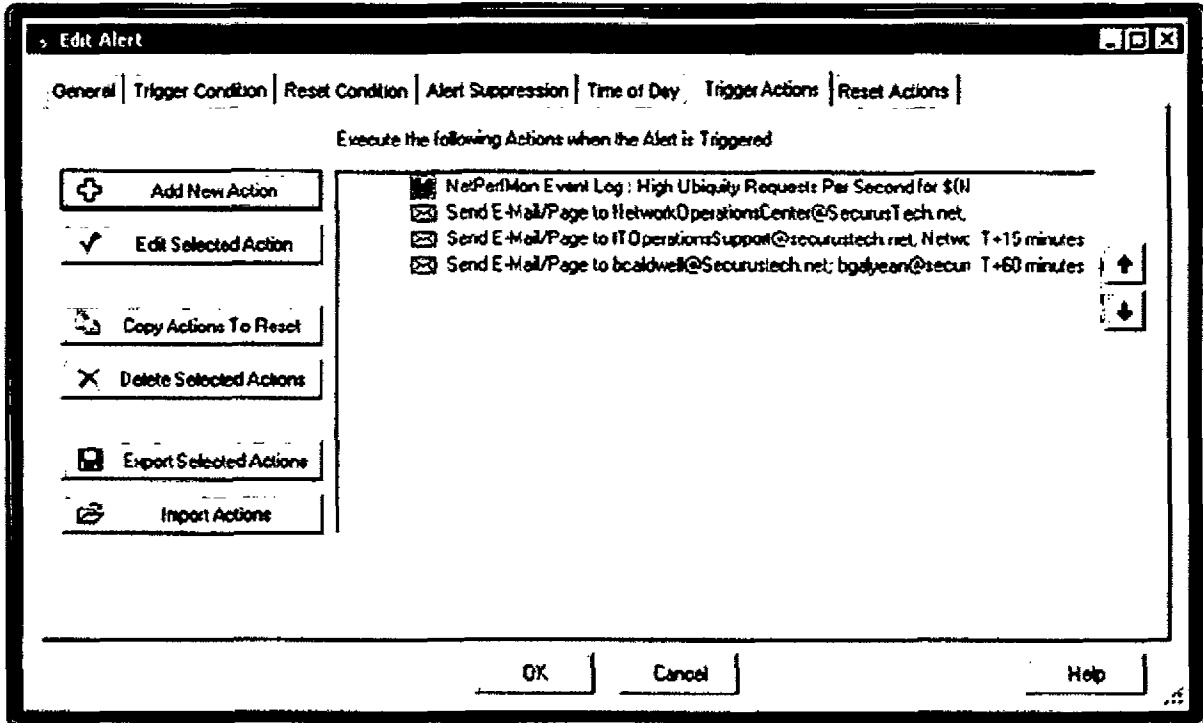 Edit Alert
General | Trigger Condition | Reset Condition | Alert Suppression | Time of Day | Trigger Actions | Reset Actions
Execute the following Actions when the Alert is Triggered
Add New Action
Edit Selected Action
Copy Actions To Reset
Delete Selected Actions
Export Selected Actions
Import Actions
NetPerfMon Event Log : High Ubiquity Requests Per Second for $(N
Send E-Mail/Page to NetworkOperationsCenter@SecurusTech.net,
Send E-Mail/Page to ITOperationsSupport@securustech.net, Netwc T+15 minutes
Send E-Mail/Page to bcaldwell@Securustech.net; bgalyean@securi T+60 minutes
OK
Cancel
Help